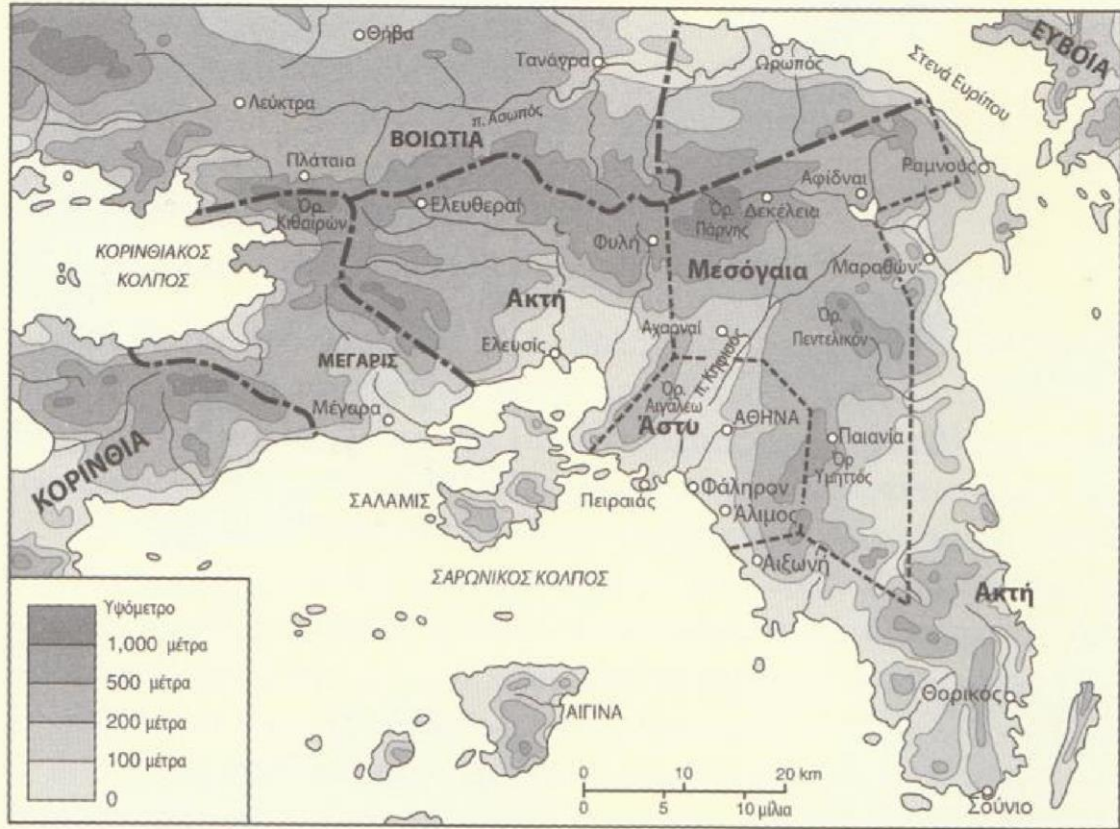 Θήβα
Τανάγρα
Ωρωπός
ΕΥΒΟΙΑ
Στενά Ευρίπου
Λεύκτρα
π. Ασωπός
ΒΟΙΩΤΙΑ
Πλάταια
Ραμνούς
Αφίδναι
Ορ.
Κιθαιρών
Ελευθεραί
Όρ.
Πάρνης
Δεκέλεια
ΚΟΡΙΝΘΙΑΚΟΣ
ΚΟΛΠΟΣ
Φυλή
Μεσόγαια
Μαραθών
Ακτή
Όρ.
Πεντελικόν
Αχαρναί
π. Κηφισός
Ελευσίς
ΜΕΓΑΡΙΣ
Όρ.
Αιγάλεω
Μέγαρα
Άστυ
ΑΘΗΝΑ
Παιανία
Όρ
Υμηττός
ΚΟΡΙΝΘΙΑ
ΣΑΛΑΜΙΣ
Πειραιάς
Φάληρον
Άλιμος
Αιξωνή
ΣΑΡΩΝΙΚΟΣ ΚΟΛΠΟΣ
Ακτή
Θορικός
ΑΙΓΙΝΑ
Σούνιο
Υψόμετρο
1,000 μέτρα
500 μέτρα
200 μέτρα
100 μέτρα
0
0 10 20 km
0 5 10 μίλια